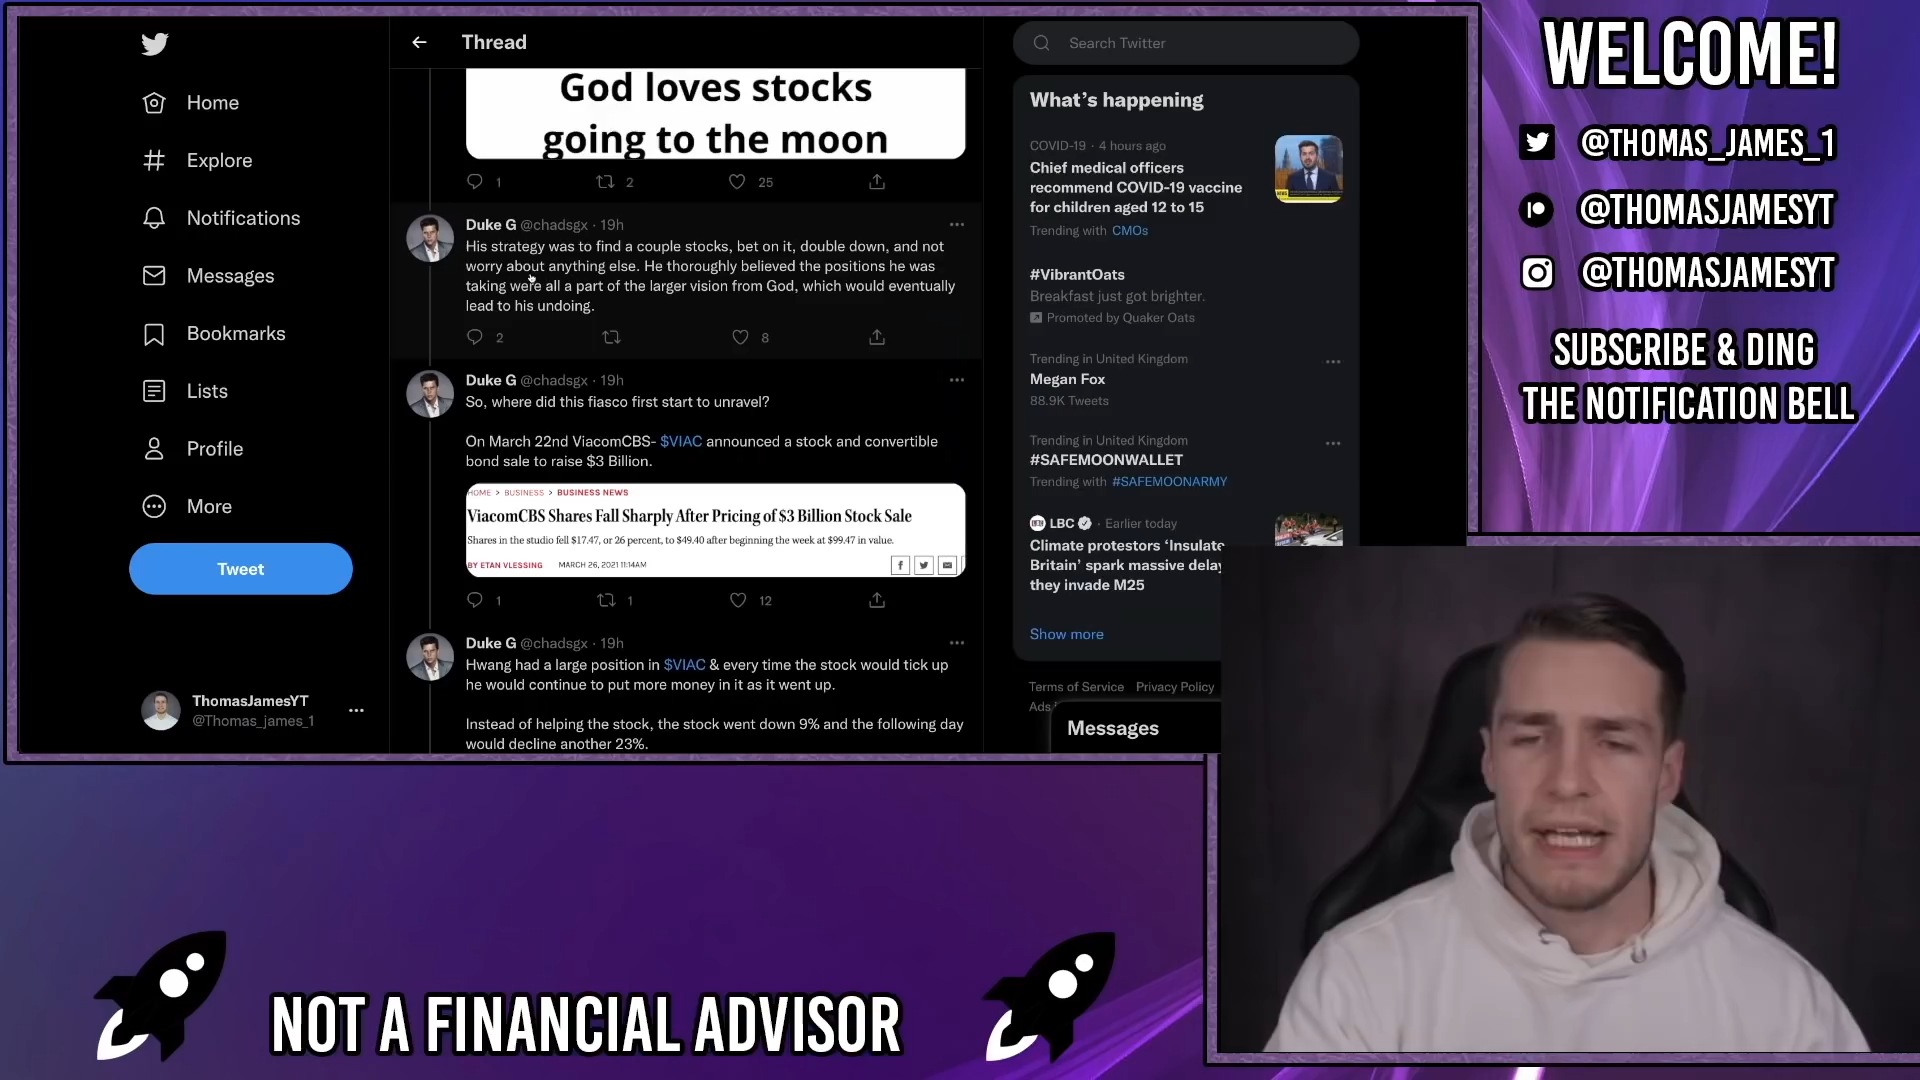 Home
Explore
Notifications
Messages
Bookmarks
Lists
Profile
More
Tweet
ThomasJamesYT
@Thomas_james_1
Thread
God loves stocks
going to the moon
1
2
25
Duke G @chadsgx · 19h
His strategy was to find a couple stocks, bet on it, double down, and not
worry about anything else. He thoroughly believed the positions he was
taking were all a part of the larger vision from God, which would eventually
lead to his undoing.
2
8
Duke G @chadsgx · 19h
So, where did this fiasco first start to unravel?
On March 22nd ViacomCBS- $VIAC announced a stock and convertible
bond sale to raise $3 Billion.
HOME > BUSINESS > BUSINESS NEWS
ViacomCBS Shares Fall Sharply After Pricing of $3 Billion Stock Sale
Shares in the studio fell $17.47, or 26 percent, to $49.40 after beginning the week at $99.47 in value.
BY ETAN VLESSING MARCH 26, 2021 11:14AM
1
1
12
Duke G @chadsgx · 19h
Hwang had a large position in $VIAC & every time the stock would tick up
he would continue to put more money in it as it went up.
Instead of helping the stock, the stock went down 9% and the following day
would decline another 23%.
Search Twitter
What's happening
COVID-19 · 4 hours ago
Chief medical officers
recommend COVID-19 vaccine
for children aged 12 to 15
Trending with CMOs
#VibrantOats
Breakfast just got brighter.
Promoted by Quaker Oats
Trending in United Kingdom
Megan Fox
88.9K Tweets
Trending in United Kingdom
#SAFEMOONWALLET
Trending with #SAFEMOONARMY
LBC · Earlier today
Climate protestors ‘Insulate
Britain’ spark massive delay
they invade M25
Show more
Terms of Service Privacy Policy
Ads
Messages
WELCOME!
@THOMAS_JAMES_1
@THOMASJAMESYT
@THOMASJAMESYT
SUBSCRIBE & DING
THE NOTIFICATION BELL
NOT A FINANCIAL ADVISOR